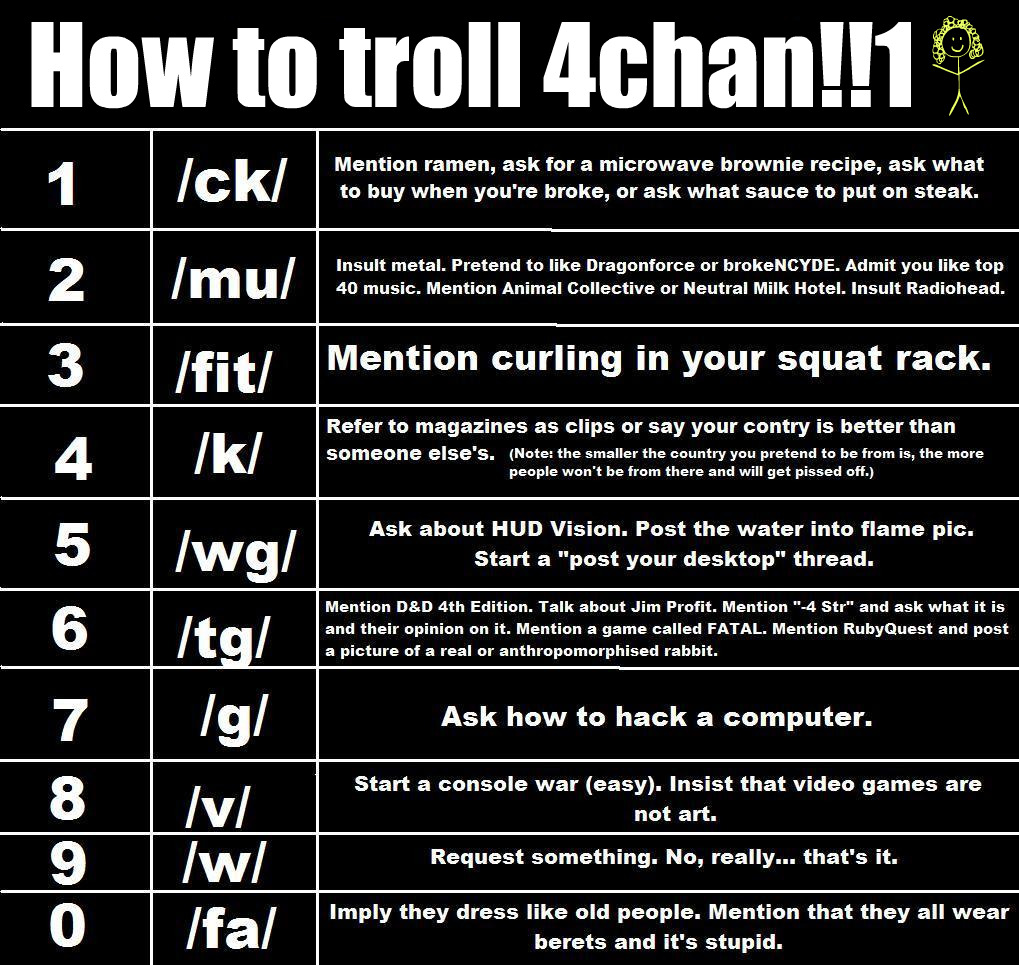 How to troll 4chan!!1
1
/ck/
Mention ramen, ask for a microwave brownie recipe, ask what
to buy when you're broke, or ask what sauce to put on steak.
2
/mu/
Insult metal. Pretend to like Dragonforce or brokeNCYDE. Admit you like top
40 music. Mention Animal Collective or Neutral Milk Hotel. Insult Radiohead.
3
/fit/
Mention curling in your squat rack.
4
/k/
Refer to magazines as clips or say your contry is better than
someone else's. (Note: the smaller the country you pretend to be from is, the more
people won't be from there and will get pissed off.)
5
/wg/
Ask about HUD Vision. Post the water into flame pic.
Start a "post your desktop" thread.
6
/tg/
Mention D&D 4th Edition. Talk about Jim Profit. Mention "-4 Str" and ask what it is
and their opinion on it. Mention a game called FATAL. Mention RubyQuest and post
a picture of a real or anthropomorphised rabbit.
7
/g/
Ask how to hack a computer.
8
/v/
Start a console war (easy). Insist that video games are
not art.
9
/w/
Request something. No, really... that's it.
0
/fa/
Imply they dress like old people. Mention that they all wear
berets and it's stupid.